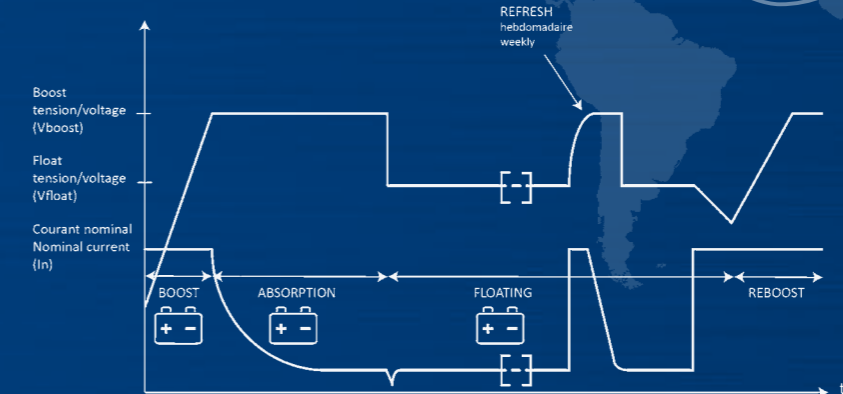 REFRESH
hebdomadaire
weekly
Boost
tension/voltage
(Vboost)
Float
tension/voltage
(Vfloat)
Courant nominal
Nominal current
(In)
BOOST
ABSORPTION
FLOATING
REBOOST
+ -
+ -
+ -
t